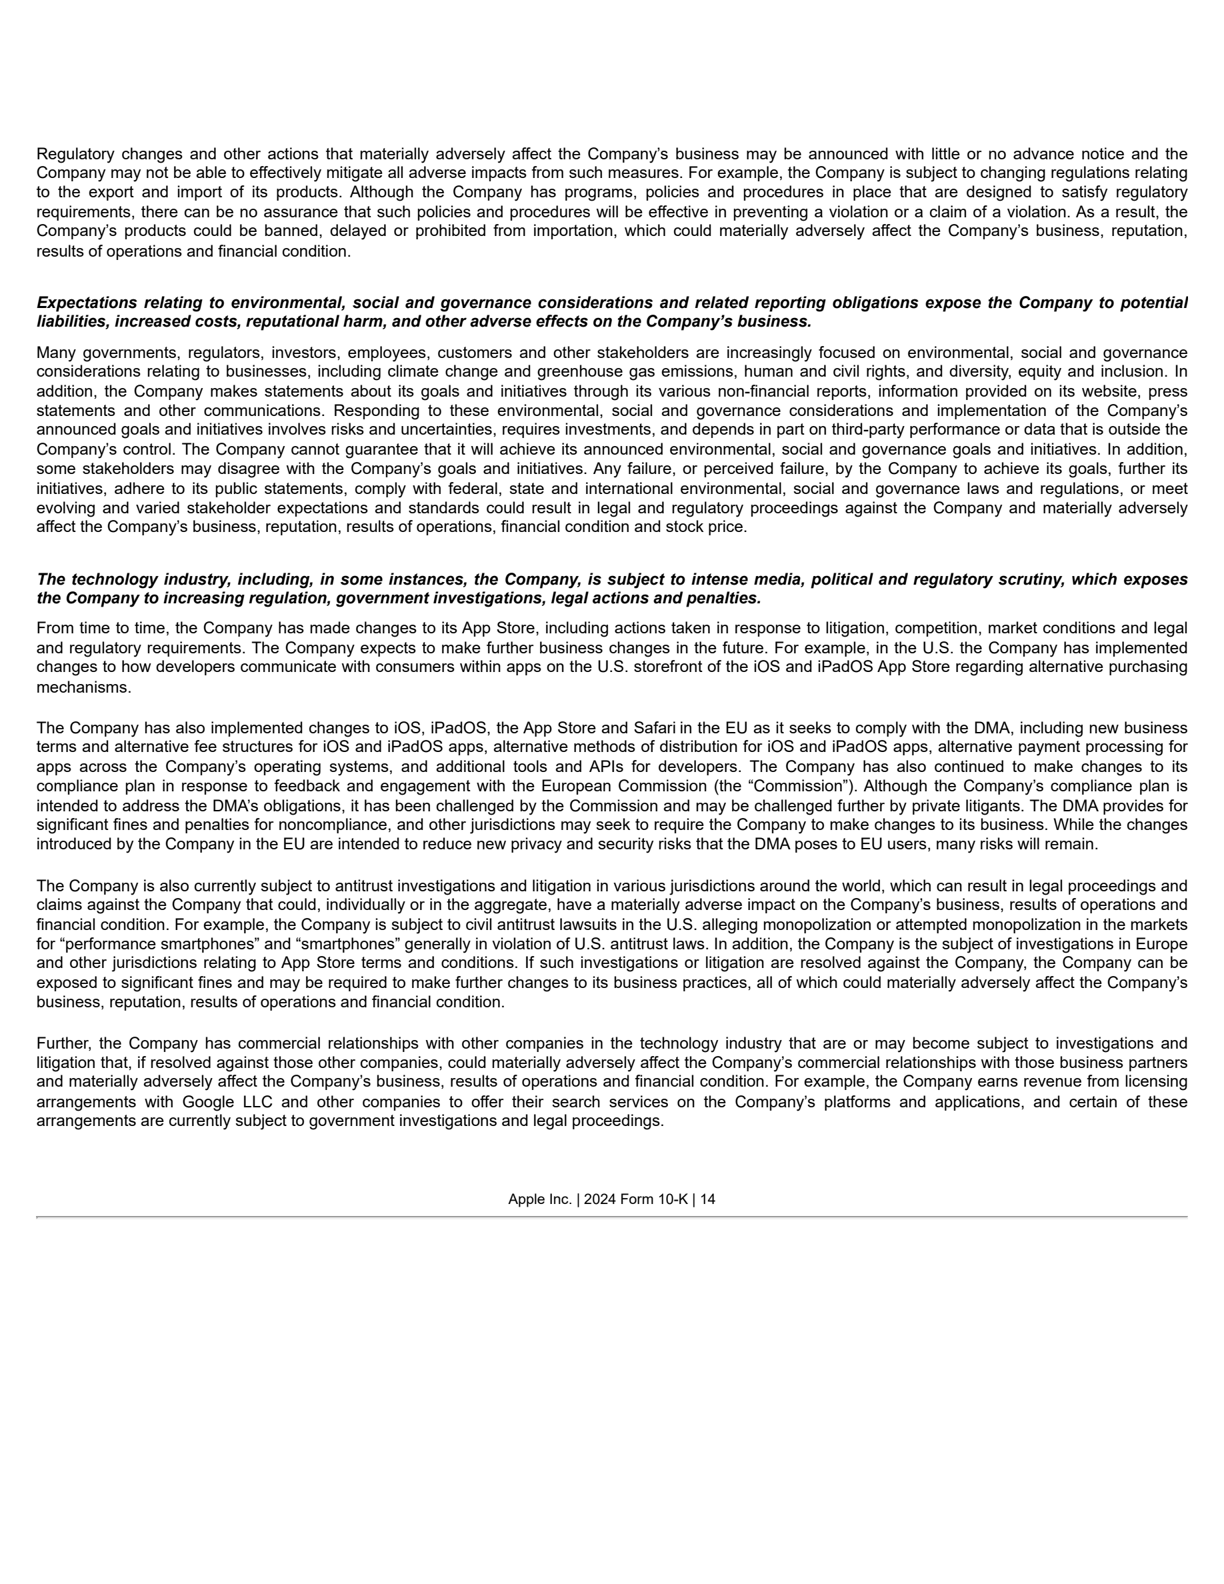 Regulatory changes and other actions that materially adversely affect the Company’s business may be announced with little or no advance notice and the
Company may not be able to effectively mitigate all adverse impacts from such measures. For example, the Company is subject to changing regulations relating
to the export and import of its products. Although the Company has programs, policies and procedures in place that are designed to satisfy regulatory
requirements, there can be no assurance that such policies and procedures will be effective in preventing a violation or a claim of a violation. As a result, the
Company’s products could be banned, delayed or prohibited from importation, which could materially adversely affect the Company’s business, reputation,
results of operations and financial condition.
Expectations relating to environmental, social and governance considerations and related reporting obligations expose the Company to potential
liabilities, increased costs, reputational harm, and other adverse effects on the Company’s business.
Many governments, regulators, investors, employees, customers and other stakeholders are increasingly focused on environmental, social and governance
considerations relating to businesses, including climate change and greenhouse gas emissions, human and civil rights, and diversity, equity and inclusion. In
addition, the Company makes statements about its goals and initiatives through its various non-financial reports, information provided on its website, press
statements and other communications. Responding to these environmental, social and governance considerations and implementation of the Company’s
announced goals and initiatives involves risks and uncertainties, requires investments, and depends in part on third-party performance or data that is outside the
Company’s control. The Company cannot guarantee that it will achieve its announced environmental, social and governance goals and initiatives. In addition,
some stakeholders may disagree with the Company’s goals and initiatives. Any failure, or perceived failure, by the Company to achieve its goals, further its
initiatives, adhere to its public statements, comply with federal, state and international environmental, social and governance laws and regulations, or meet
evolving and varied stakeholder expectations and standards could result in legal and regulatory proceedings against the Company and materially adversely
affect the Company’s business, reputation, results of operations, financial condition and stock price.
The technology industry, including, in some instances, the Company, is subject to intense media, political and regulatory scrutiny, which exposes
the Company to increasing regulation, government investigations, legal actions and penalties.
From time to time, the Company has made changes to its App Store, including actions taken in response to litigation, competition, market conditions and legal
and regulatory requirements. The Company expects to make further business changes in the future. For example, in the U.S. the Company has implemented
changes to how developers communicate with consumers within apps on the U.S. storefront of the iOS and iPadOS App Store regarding alternative purchasing
mechanisms.
The Company has also implemented changes to iOS, iPadOS, the App Store and Safari in the EU as it seeks to comply with the DMA, including new business
terms and alternative fee structures for iOS and iPadOS apps, alternative methods of distribution for iOS and iPadOS apps, alternative payment processing for
apps across the Company’s operating systems, and additional tools and APIs for developers. The Company has also continued to make changes to its
compliance plan in response to feedback and engagement with the European Commission (the “Commission”). Although the Company’s compliance plan is
intended to address the DMA’s obligations, it has been challenged by the Commission and may be challenged further by private litigants. The DMA provides for
significant fines and penalties for noncompliance, and other jurisdictions may seek to require the Company to make changes to its business. While the changes
introduced by the Company in the EU are intended to reduce new privacy and security risks that the DMA poses to EU users, many risks will remain.
The Company is also currently subject to antitrust investigations and litigation in various jurisdictions around the world, which can result in legal proceedings and
claims against the Company that could, individually or in the aggregate, have a materially adverse impact on the Company’s business, results of operations and
financial condition. For example, the Company is subject to civil antitrust lawsuits in the U.S. alleging monopolization or attempted monopolization in the markets
for “performance smartphones” and “smartphones” generally in violation of U.S. antitrust laws. In addition, the Company is the subject of investigations in Europe
and other jurisdictions relating to App Store terms and conditions. If such investigations or litigation are resolved against the Company, the Company can be
exposed to significant fines and may be required to make further changes to its business practices, all of which could materially adversely affect the Company’s
business, reputation, results of operations and financial condition.
Further, the Company has commercial relationships with other companies in the technology industry that are or may become subject to investigations and
litigation that, if resolved against those other companies, could materially adversely affect the Company’s commercial relationships with those business partners
and materially adversely affect the Company’s business, results of operations and financial condition. For example, the Company earns revenue from licensing
arrangements with Google LLC and other companies to offer their search services on the Company’s platforms and applications, and certain of these
arrangements are currently subject to government investigations and legal proceedings.
Apple Inc. | 2024 Form 10-K | 14